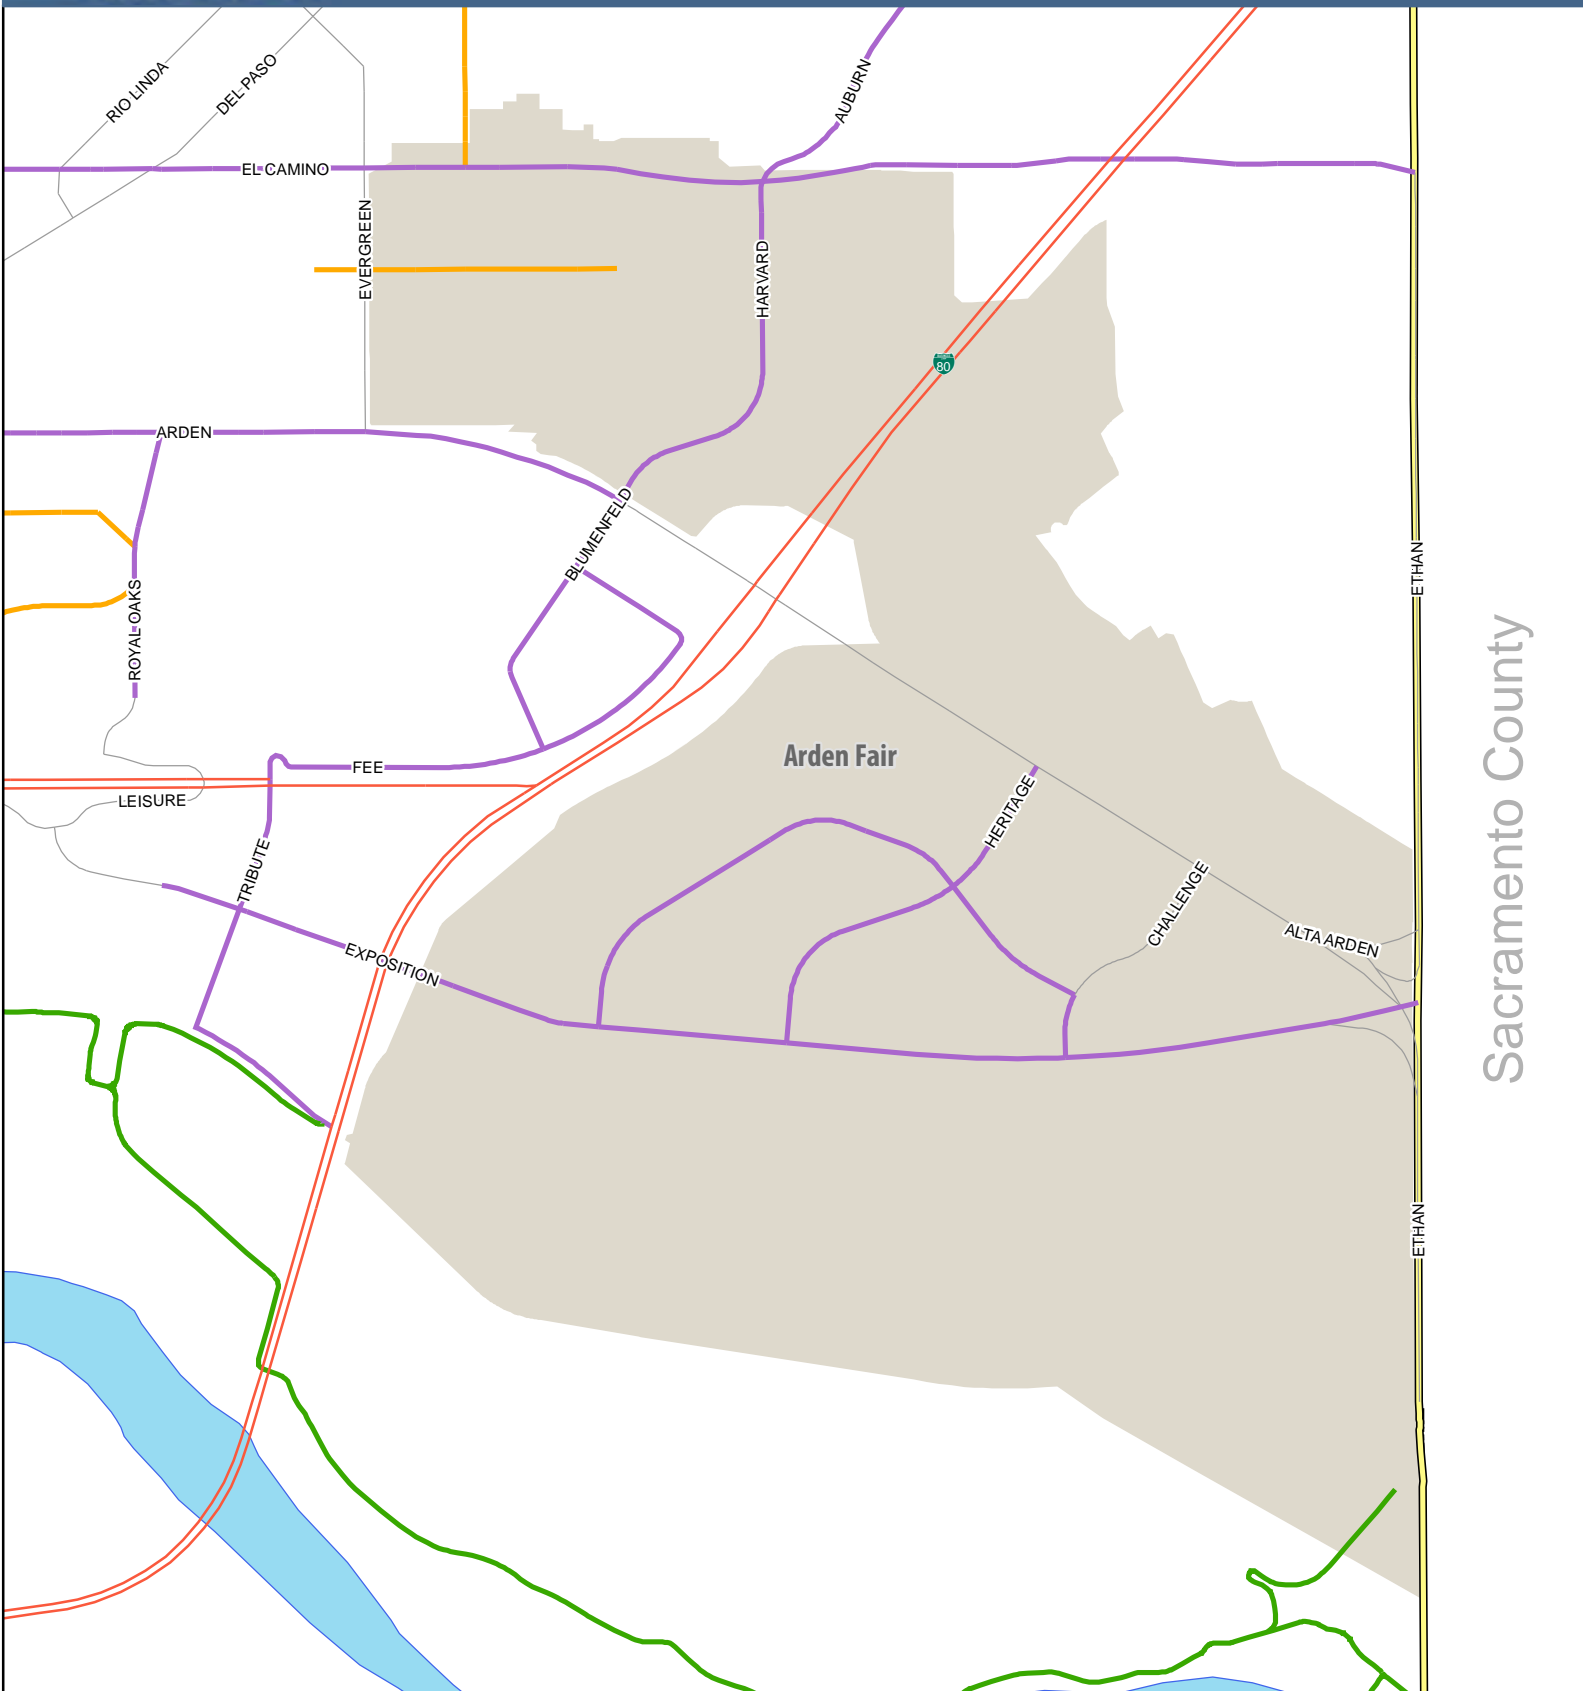 RIO LINDA
DEL PASO
AUBURN
EL CAMINO
EVERGREEN
HARVARD
80
ARDEN
BLUMENFELD
ETHAN
ROYAL OAKS
Sacramento County
Arden Fair
FEE
LEISURE
HERITAGE
TRIBUTE
CHALLENGE
ALTA ARDEN
EXPOSITION
ETHAN